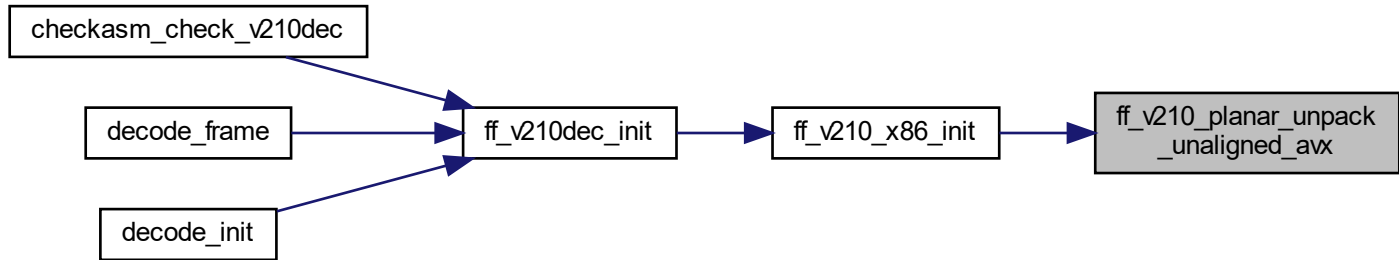 checkasm_check_v210dec
decode_frame
decode_init
ff_v210dec_init
ff_v210_x86_init
ff_v210_planar_unpack
_unaligned_avx